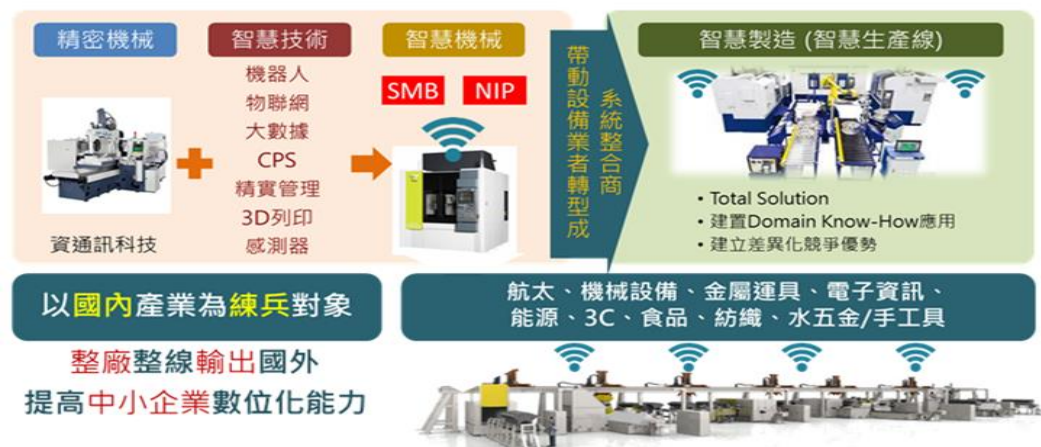 精密機械
智慧技術
智慧機械
機器人
物聯網
大數據
CPS
精實管理
3D列印
感測器
資通訊科技
SMB
NIP
帶動設備業者轉型成
系統整合商
智慧製造 (智慧生產線)
• Total Solution
• 建置Domain Know-How應用
• 建立差異化競爭優勢
以國內產業為練兵對象
整廠整線輸出國外
提高中小企業數位化能力
航太、機械設備、金屬運具、電子資訊、
能源、3C、食品、紡織、水五金/手工具